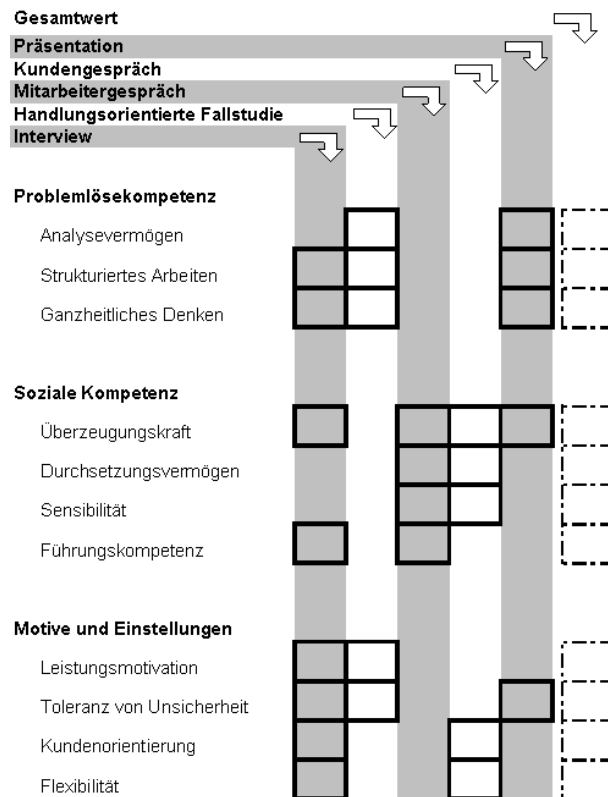 Gesamtwert
Präsentation
Kundengespräch
Mitarbeitergespräch
Handlungsorientierte Fallstudie
Interview
Problemlösekompetenz
Analysevermögen
Strukturiertes Arbeiten
Ganzheitliches Denken
Soziale Kompetenz
Überzeugungskraft
Durchsetzungsvermögen
Sensibilität
Führungskompetenz
Motive und Einstellungen
Leistungsmotivation
Toleranz von Unsicherheit
Kundenorientierung
Flexibilität